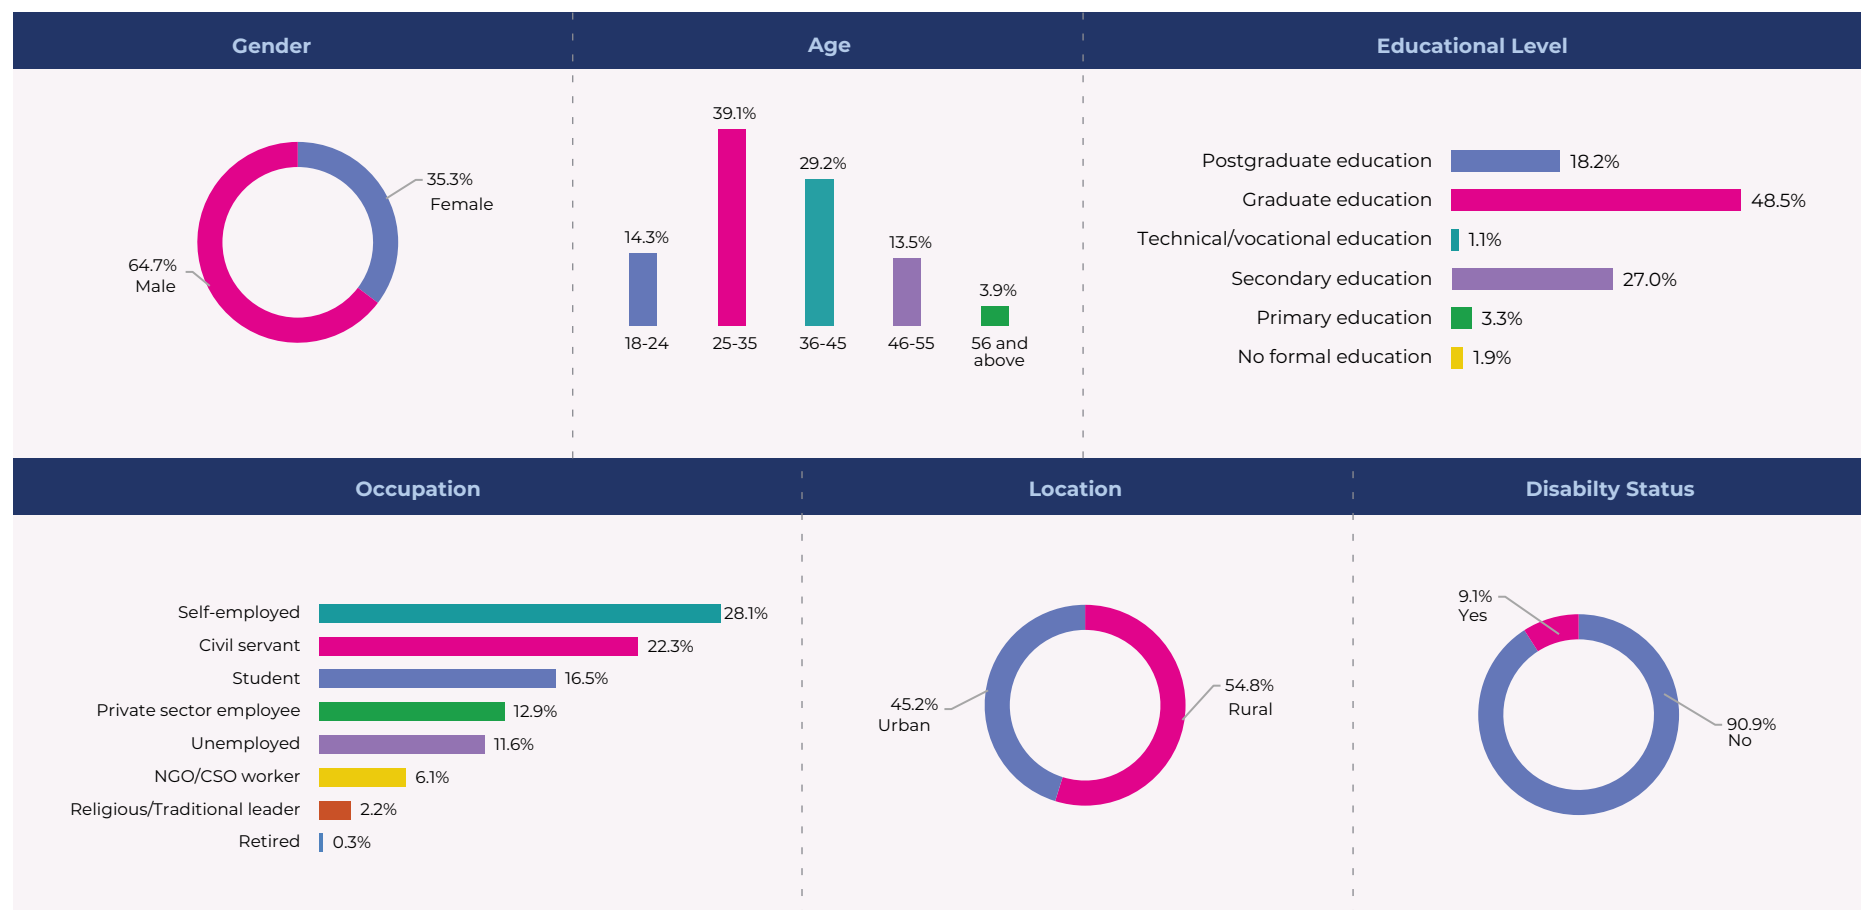 Gender
35.3%
Female
64.7%
Male
Age
39.1%
29.2%
14.3%
13.5%
3.9%
18-24
25-35
36-45
46-55
56 and
above
Educational Level
Postgraduate education 18.2%
Graduate education 48.5%
Technical/vocational education 1.1%
Secondary education 27.0%
Primary education 3.3%
No formal education 1.9%
Occupation
Self-employed 28.1%
Civil servant 22.3%
Student 16.5%
Private sector employee 12.9%
Unemployed 11.6%
NGO/CSO worker 6.1%
Religious/Traditional leader 2.2%
Retired 0.3%
Location
54.8%
Rural
45.2%
Urban
Disabilty Status
9.1%
Yes
90.9%
No